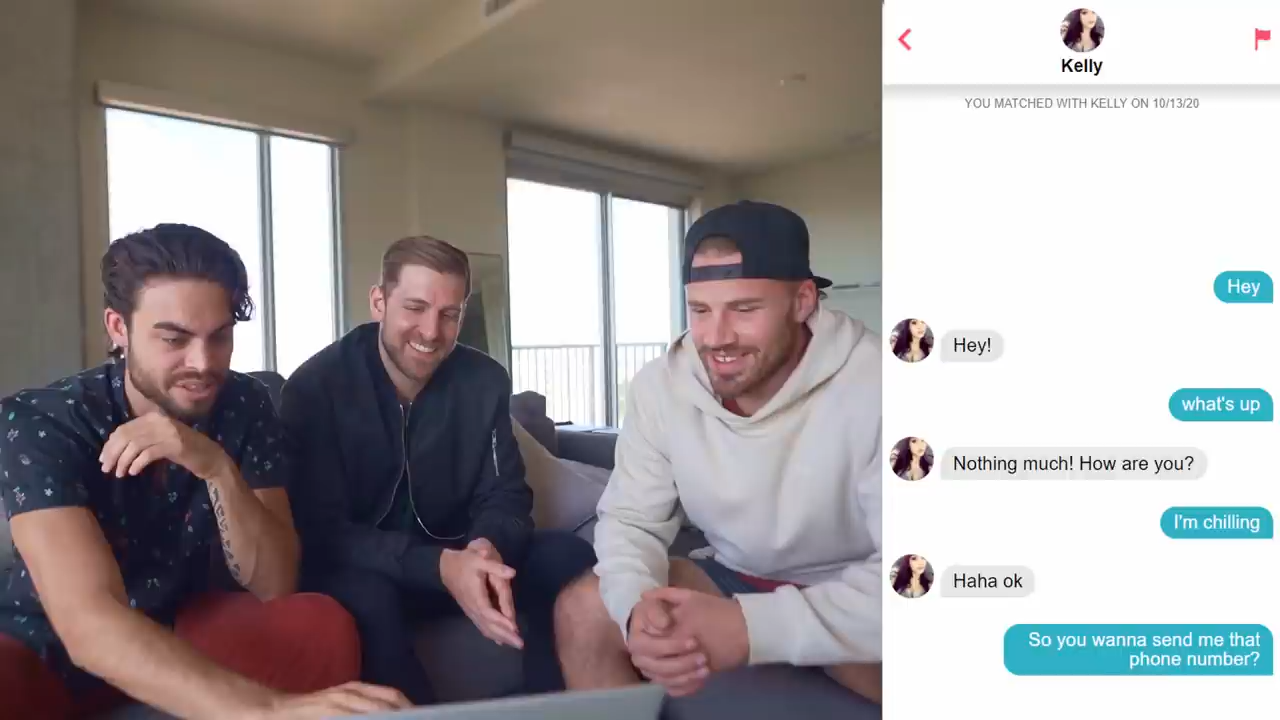 Kelly
YOU MATCHED WITH KELLY ON 10/13/20
Hey
Hey!
what's up
Nothing much! How are you?
I'm chilling
Haha ok
So you wanna send me that
phone number?